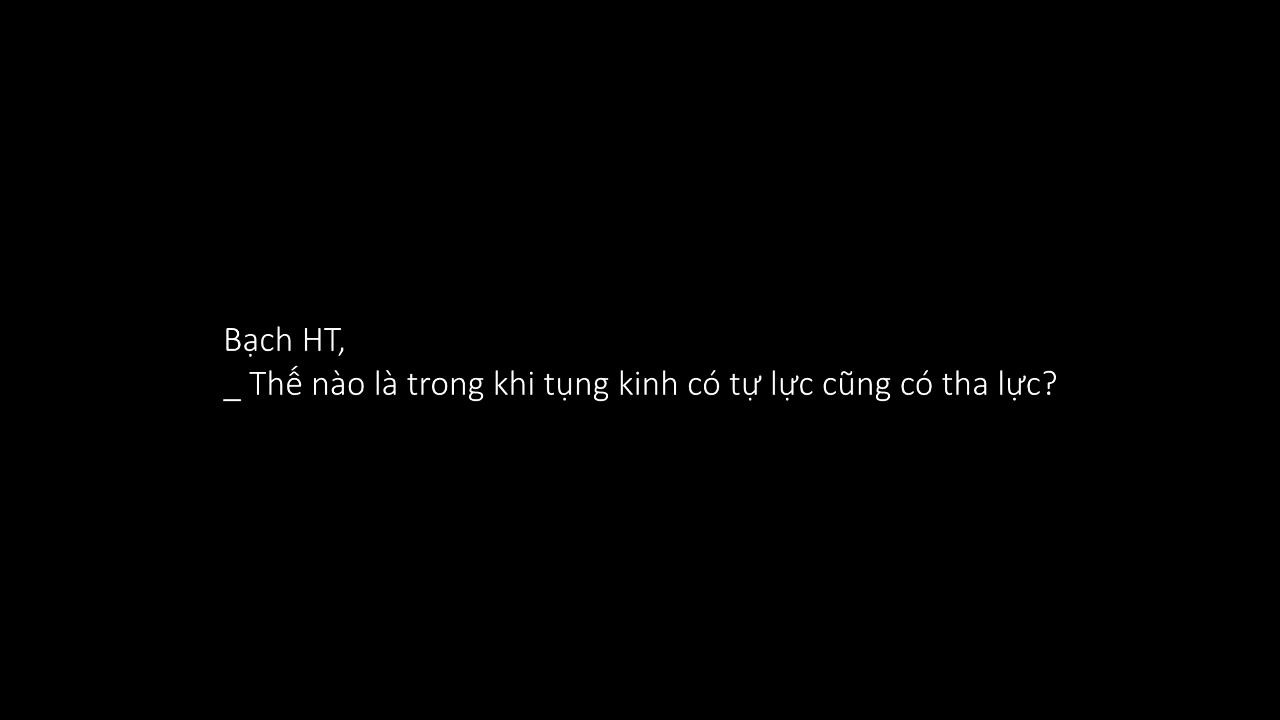 Bạch HT,
_ Thế nào là trong khi tụng kinh có tự lực cũng có tha lực?